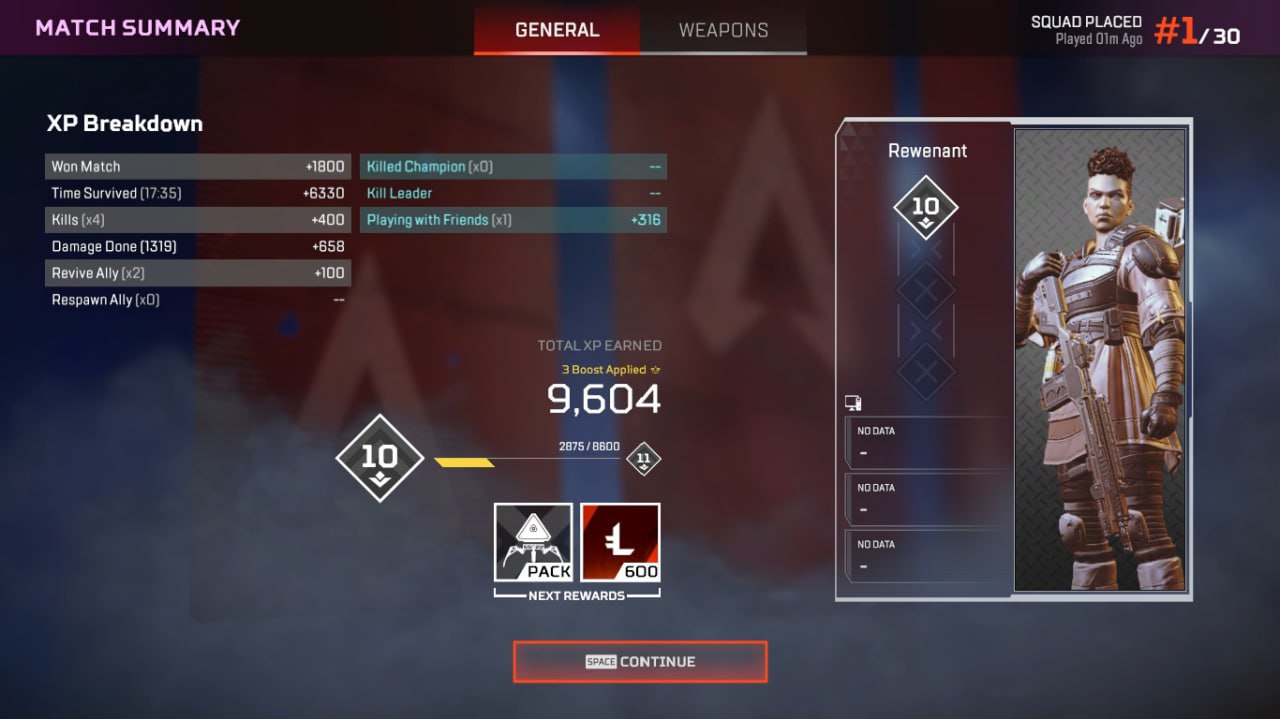 MATCH SUMMARY
GENERAL
WEAPONS
SQUAD PLACED
Played 01m Ago
#1/30
XP Breakdown
Won Match +1800
Time Survived (17:35) +6330
Kills (x4) +400
Damage Done (1319) +658
Revive Ally (x2) +100
Respawn Ally (x0) --
Killed Champion (x0) --
Kill Leader --
Playing with Friends (x1) +316
TOTAL XP EARNED
3 Boost Applied
9,604
2875/8600
10
11
PACK
600
NEXT REWARDS
SPACE CONTINUE
Rewenant
10
NO DATA
-
NO DATA
-
NO DATA
-